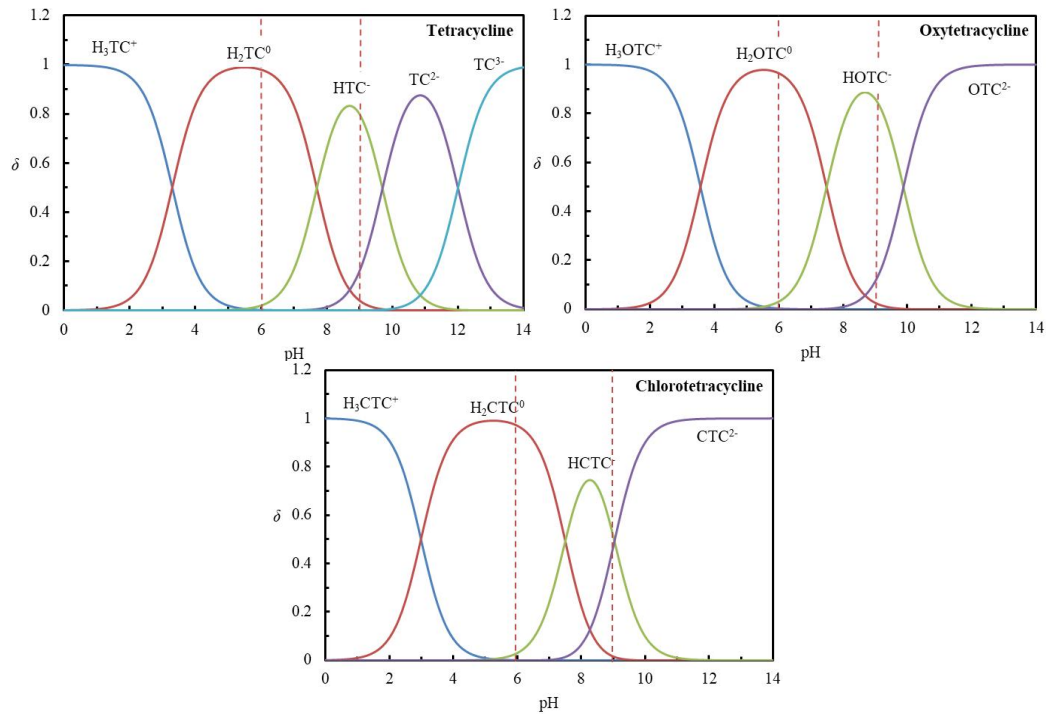 Tetracycline
1.2
1
0.8
0.6
0.4
0.2
0
δ
H₃TC⁺
H₂TC⁰
HTC⁻
TC²⁻
TC³⁻
0 2 4 6 8 10 12 14
pH
Oxytetracycline
1.2
1
0.8
0.6
0.4
0.2
0
δ
H₃OTC⁺
H₂OTC⁰
HOTC⁻
OTC²⁻
0 2 4 6 8 10 12 14
pH
Chlorotetracycline
1.2
1
0.8
0.6
0.4
0.2
0
δ
H₃CTC⁺
H₂CTC⁰
HCTC⁻
CTC²⁻
0 2 4 6 8 10 12 14
pH